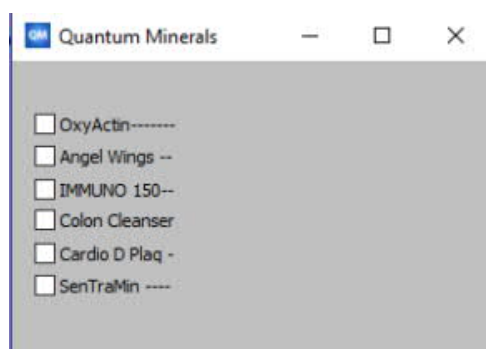 QM Quantum Minerals
OxyActin-------
Angel Wings --
IMMUNO 150--
Colon Cleanser
Cardio D Plaq -
SenTraMin ----